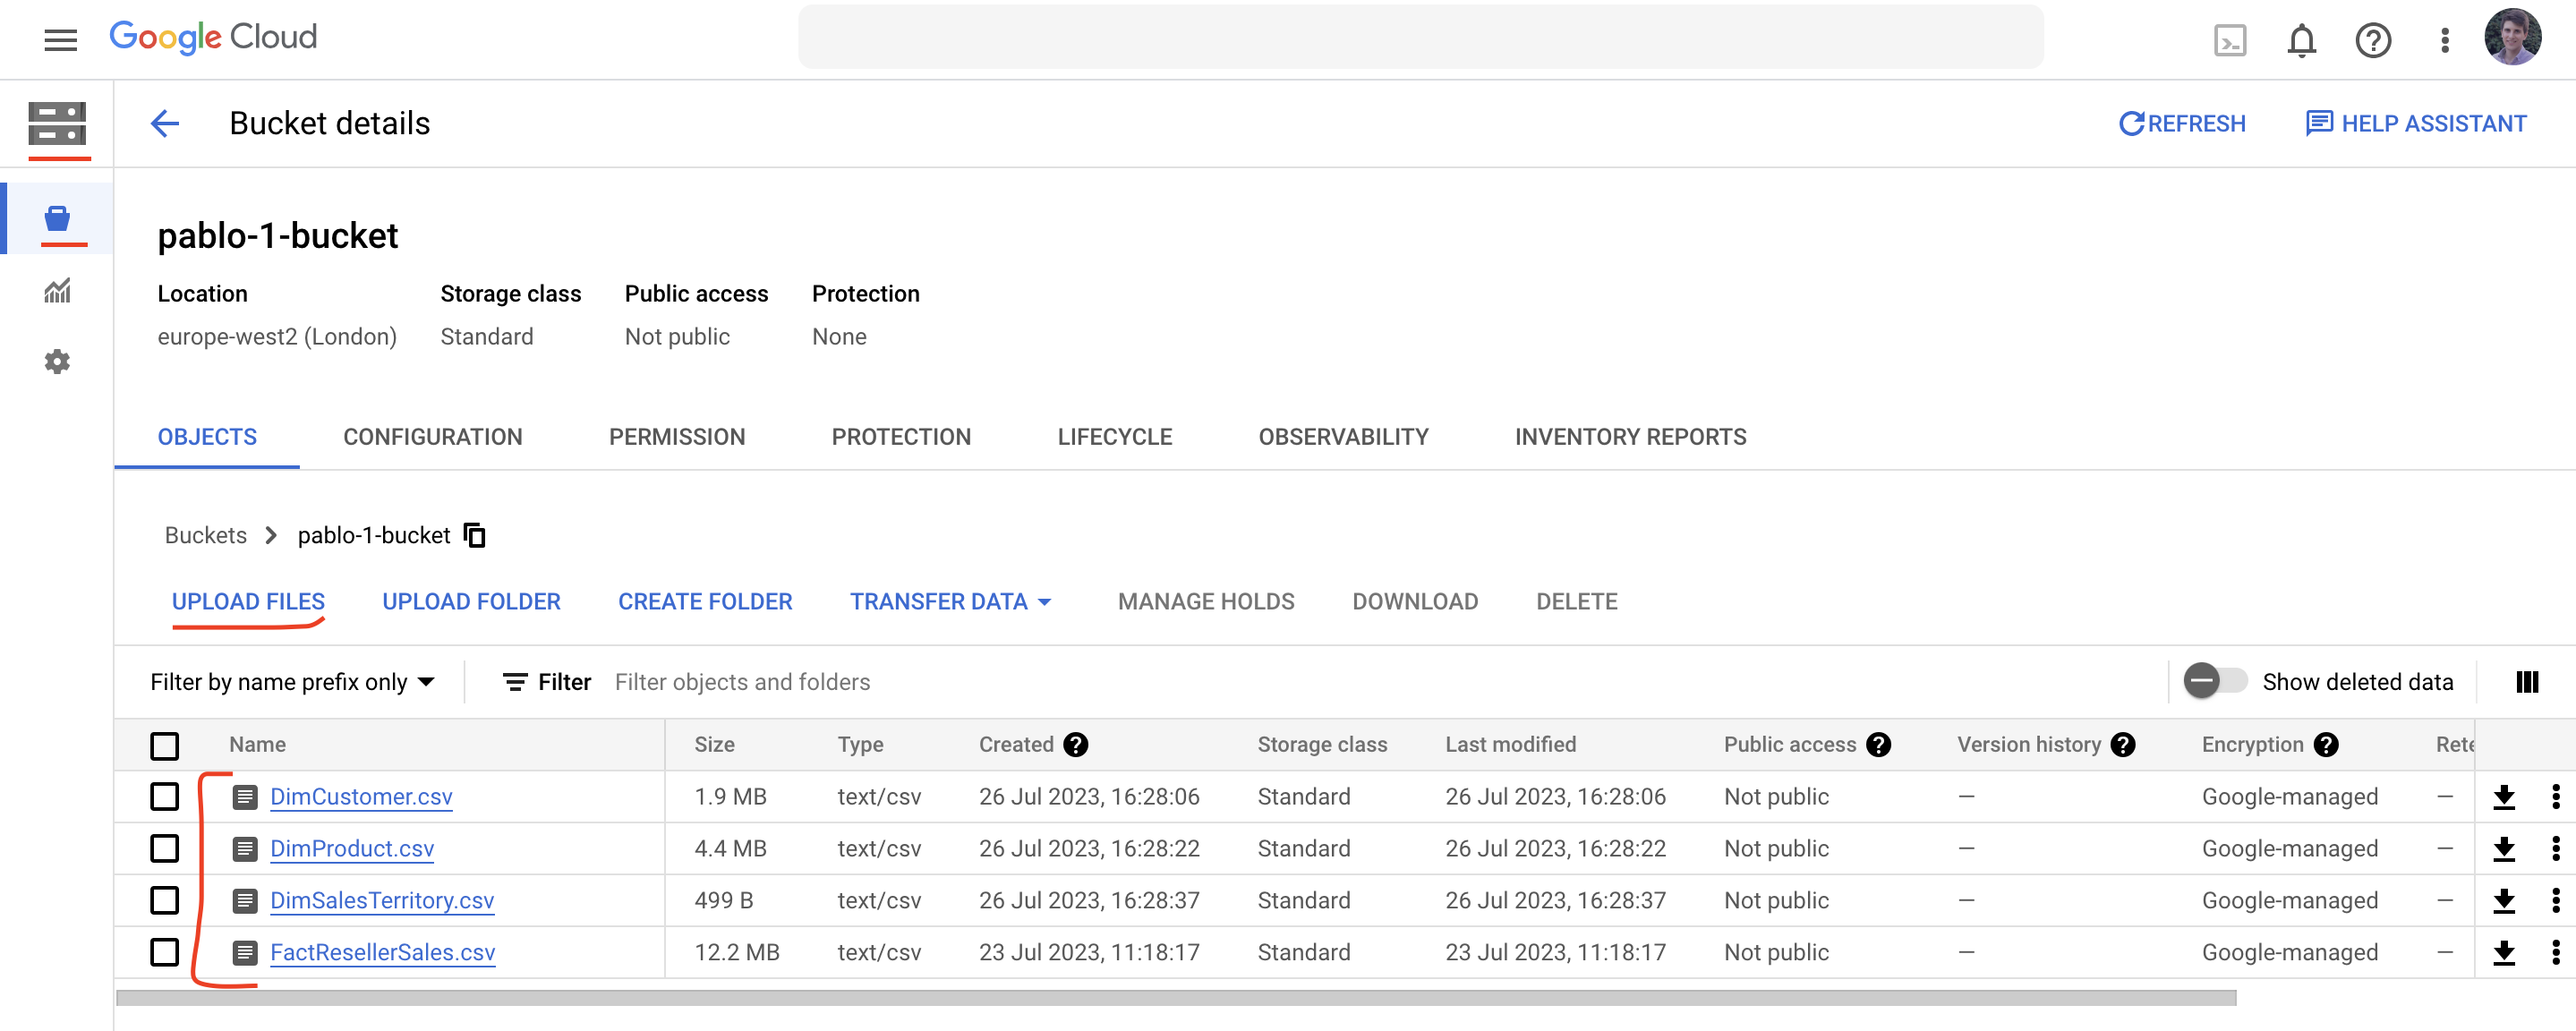 Google Cloud
Bucket details
REFRESH
HELP ASSISTANT
pablo-1-bucket
Location Storage class Public access Protection
europe-west2 (London) Standard Not public None
OBJECTS CONFIGURATION PERMISSION PROTECTION LIFECYCLE OBSERVABILITY INVENTORY REPORTS
Buckets > pablo-1-bucket
UPLOAD FILES UPLOAD FOLDER CREATE FOLDER TRANSFER DATA MANAGE HOLDS DOWNLOAD DELETE
Filter by name prefix only Filter Filter objects and folders Show deleted data
Name Size Type Created Storage class Last modified Public access Version history Encryption Rete
DimCustomer.csv 1.9 MB text/csv 26 Jul 2023, 16:28:06 Standard 26 Jul 2023, 16:28:06 Not public — Google-managed —
DimProduct.csv 4.4 MB text/csv 26 Jul 2023, 16:28:22 Standard 26 Jul 2023, 16:28:22 Not public — Google-managed —
DimSalesTerritory.csv 499 B text/csv 26 Jul 2023, 16:28:37 Standard 26 Jul 2023, 16:28:37 Not public — Google-managed —
FactResellerSales.csv 12.2 MB text/csv 23 Jul 2023, 11:18:17 Standard 23 Jul 2023, 11:18:17 Not public — Google-managed —